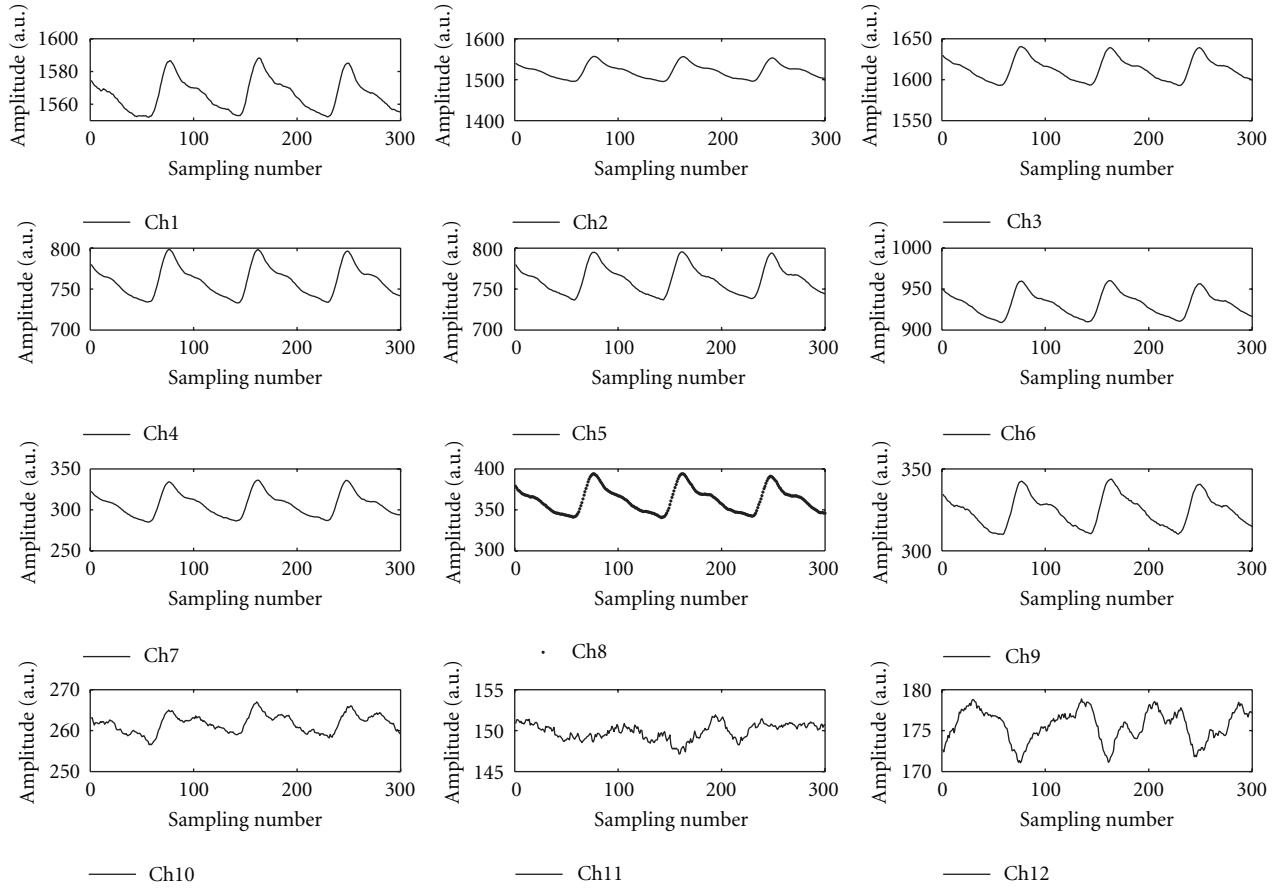 Amplitude (a.u.)
1600
1580
1560
0 100 200 300
Sampling number
Ch1
Amplitude (a.u.)
1600
1500
1400
0 100 200 300
Sampling number
Ch2
Amplitude (a.u.)
1650
1600
1550
0 100 200 300
Sampling number
Ch3
Amplitude (a.u.)
800
750
700
0 100 200 300
Sampling number
Ch4
Amplitude (a.u.)
800
750
700
0 100 200 300
Sampling number
Ch5
Amplitude (a.u.)
1000
950
900
0 100 200 300
Sampling number
Ch6
Amplitude (a.u.)
350
300
250
0 100 200 300
Sampling number
Ch7
Amplitude (a.u.)
400
350
300
0 100 200 300
Sampling number
Ch8
Amplitude (a.u.)
350
300
0 100 200 300
Sampling number
Ch9
Amplitude (a.u.)
270
260
250
0 100 200 300
Sampling number
Ch10
Amplitude (a.u.)
155
150
145
0 100 200 300
Sampling number
Ch11
Amplitude (a.u.)
180
175
170
0 100 200 300
Sampling number
Ch12